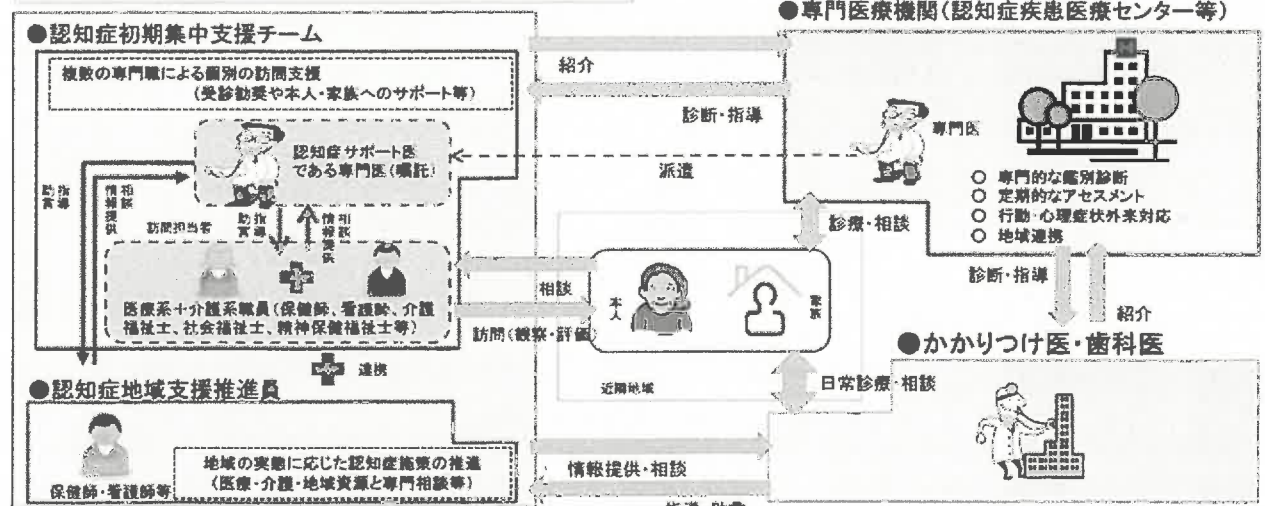 ●認知症初期集中支援チーム
複数の専門職による個別の訪問支援
(受診勧奨や本人・家族へのサポート等)
認知症サポート医
である専門医(嘱託)
指導
助言
相談
情報提供
訪問担当者
指導
助言
相談
情報提供
医療系+介護系職員(保健師、看護師、介護
福祉士、社会福祉士、精神保健福祉士等)
連携
●認知症地域支援推進員
保健師・看護師等
地域の実態に応じた認知症施策の推進
(医療・介護・地域資源と専門相談等)
紹介
診断・指導
派遣
相談
訪問(観察・評価)
本人
家族
近隣地域
診療・相談
日常診療・相談
情報提供・相談
●専門医療機関(認知症疾患医療センター等)
専門医
○ 専門的な鑑別診断
○ 定期的なアセスメント
○ 行動・心理症状外来対応
○ 地域連携
診断・指導
紹介
●かかりつけ医・歯科医